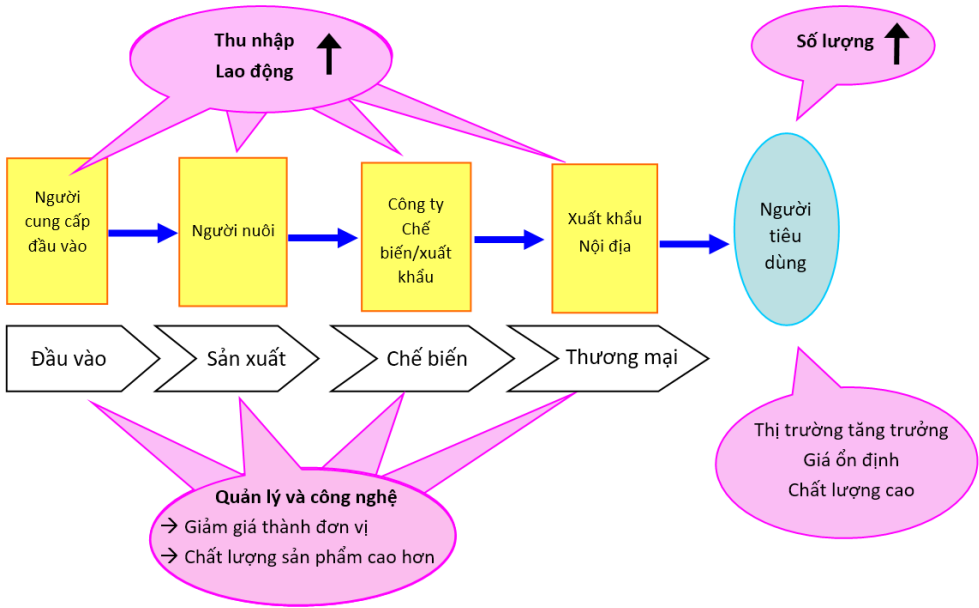 Thu nhập
Lao động
Số lượng
Người
cung cấp
đầu vào
Người nuôi
Công ty
Chế
biến/xuất
khẩu
Xuất khẩu
Nội địa
Người
tiêu
dùng
Đầu vào
Sản xuất
Chế biến
Thương mại
Quản lý và công nghệ
→ Giảm giá thành đơn vị
→ Chất lượng sản phẩm cao hơn
Thị trường tăng trưởng
Giá ổn định
Chất lượng cao